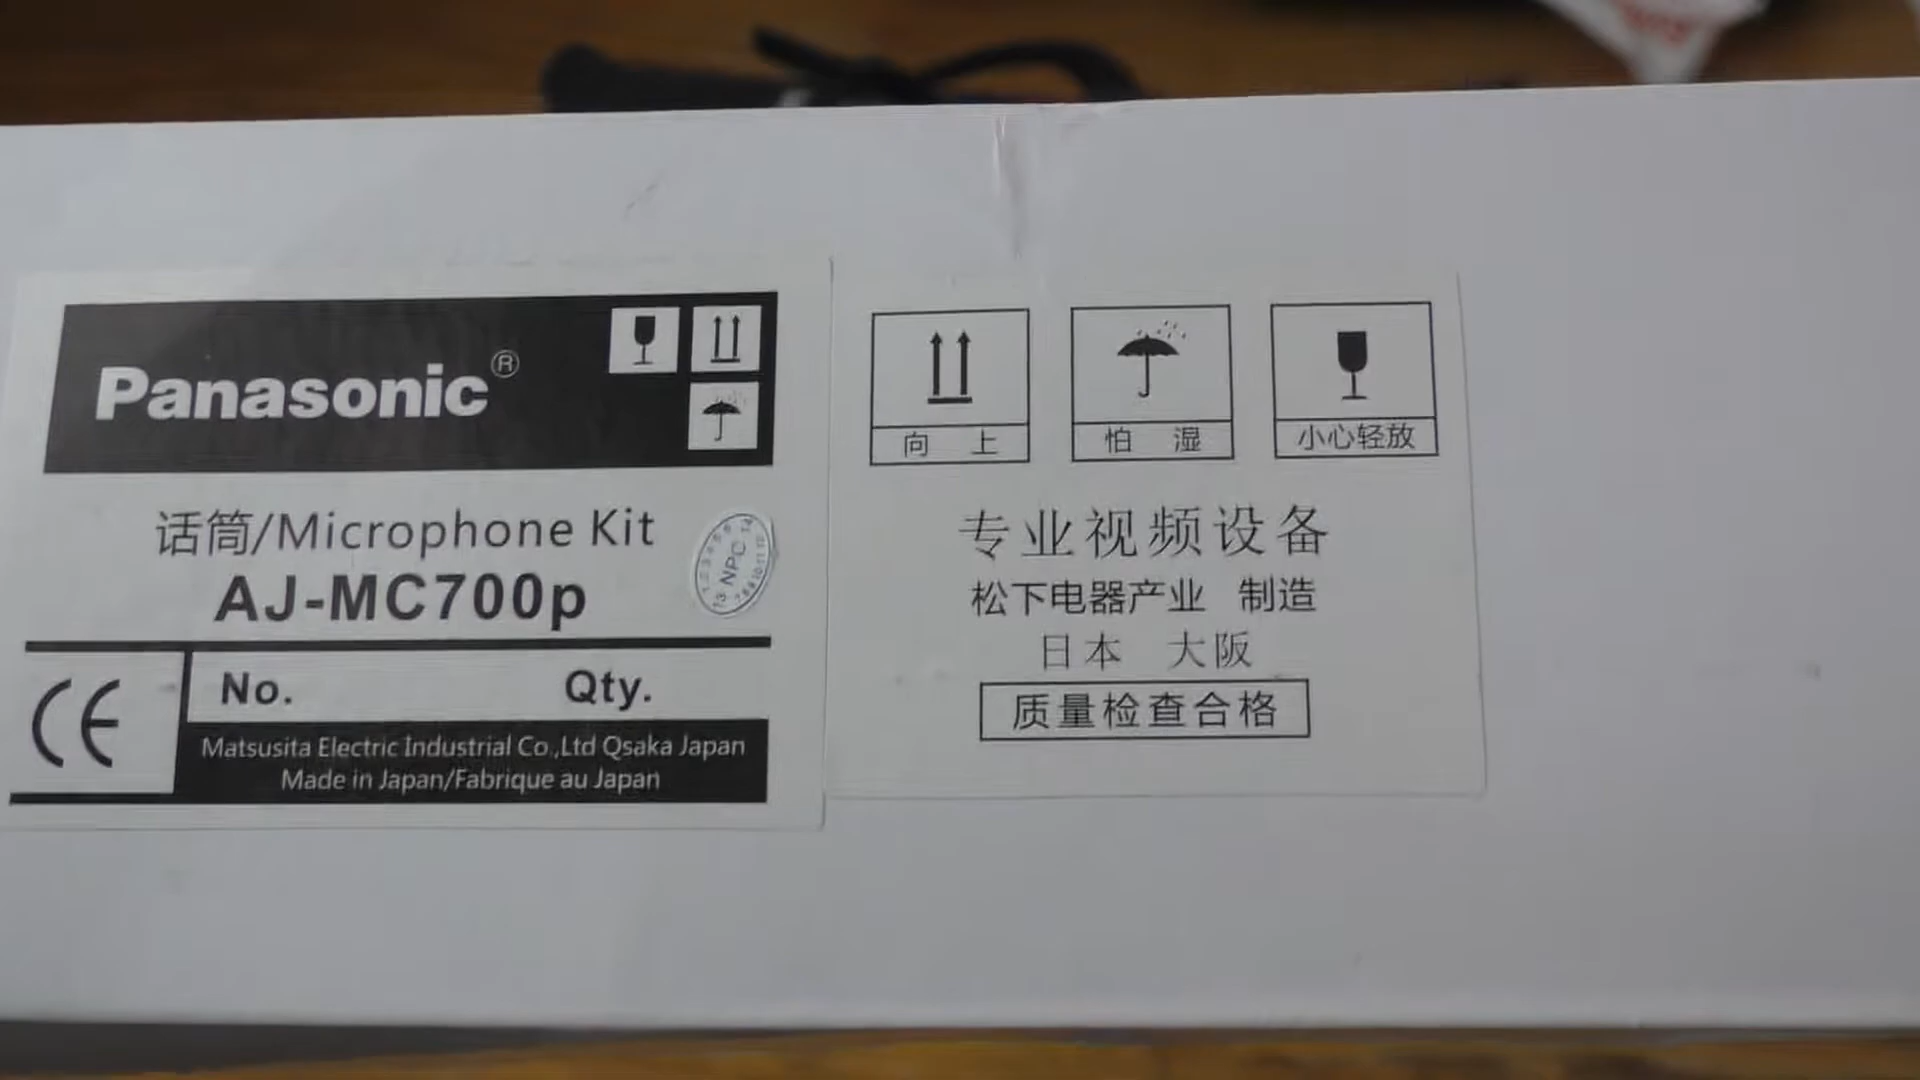 Panasonic®
话筒/Microphone Kit
AJ-MC700p
NPC
CE
No. Qty.
Matsusita Electric Industrial Co.,Ltd Qsaka Japan
Made in Japan/Fabrique au Japan
向 上
怕 湿
小心轻放
专业视频设备
松下电器产业 制造
日本 大阪
质量检查合格